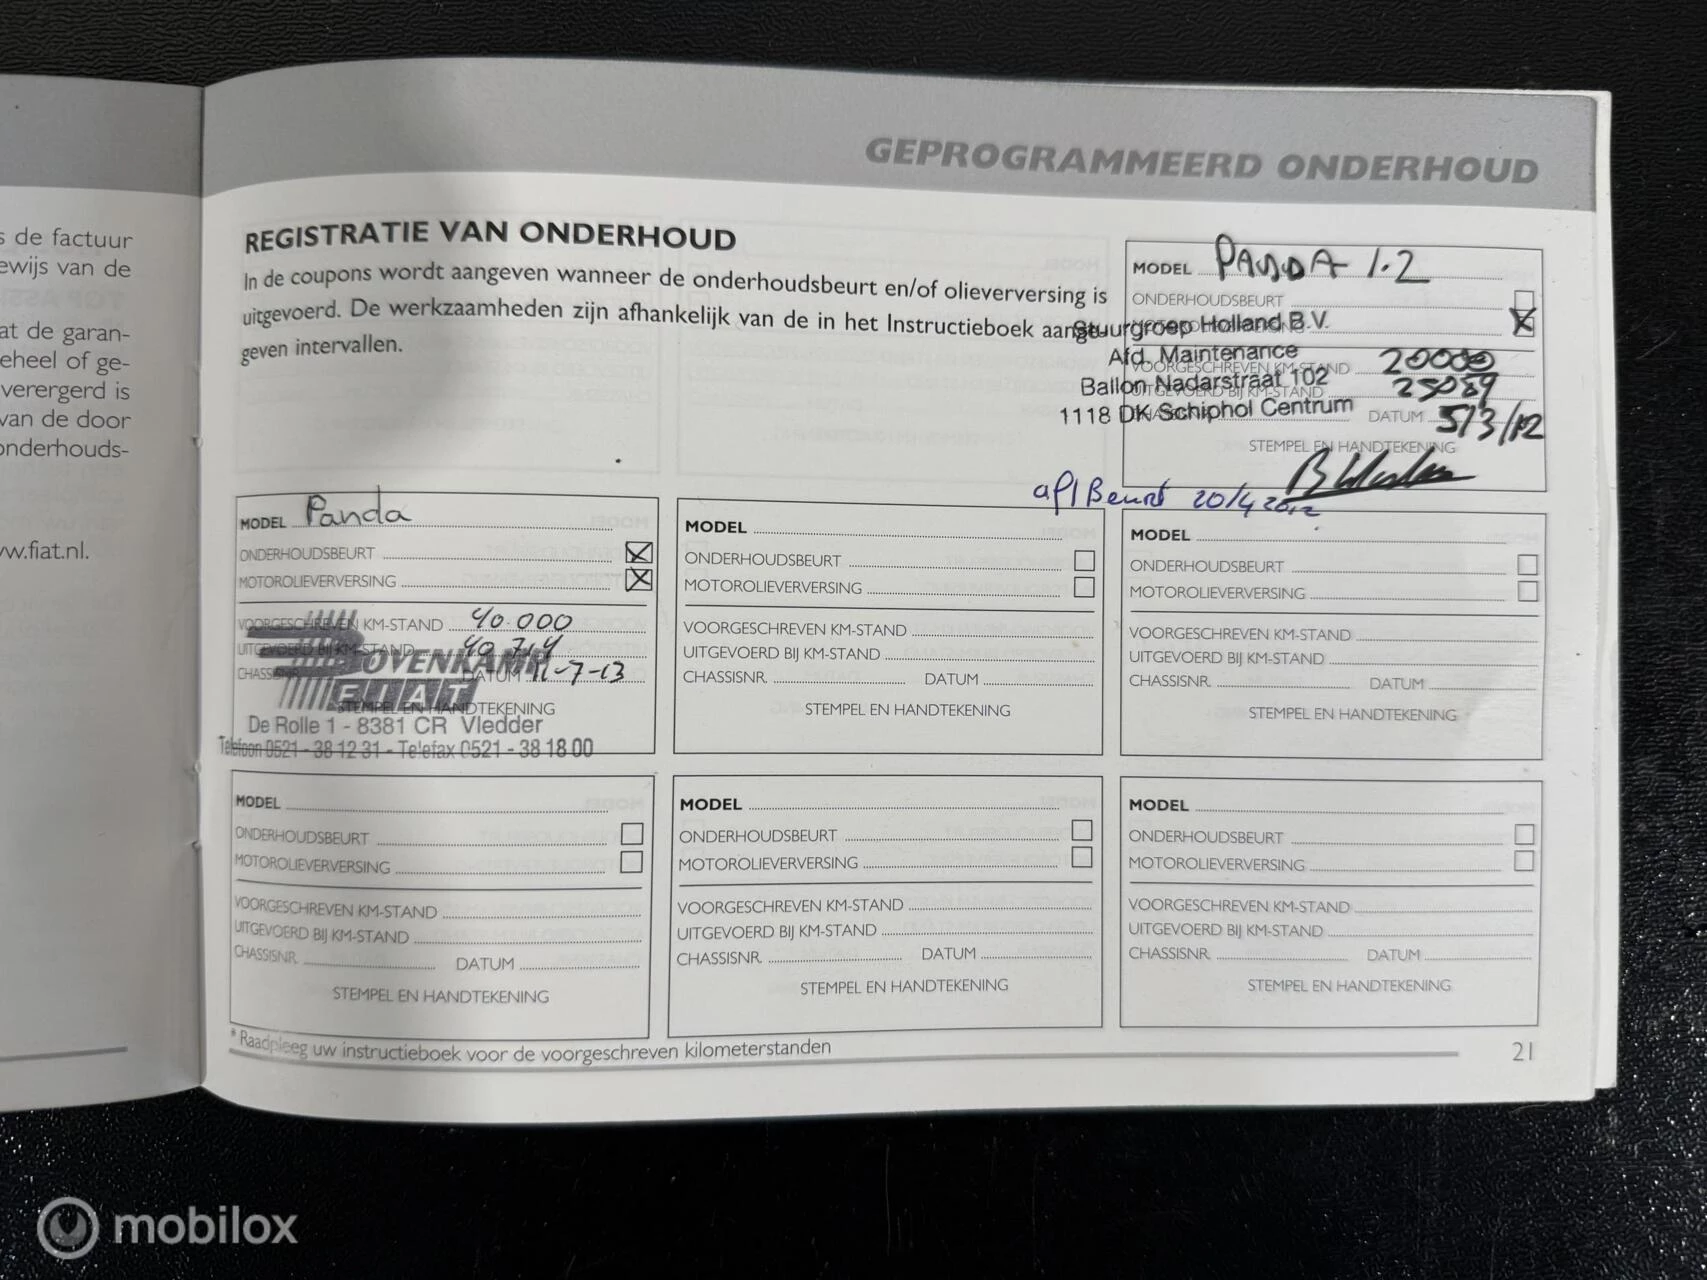 s de factuur
ewijs van de
at de garan-
eheel of ge-
verergerd is
van de door
onderhouds-
w.fiat.nl.
GEPROGRAMMEERD ONDERHOUD
REGISTRATIE VAN ONDERHOUD
In de coupons wordt aangeven wanneer de onderhoudsbeurt en/of olieverversing is
uitgevoerd. De werkzaamheden zijn afhankelijk van de in het Instructieboek aange-
geven intervallen.
MODEL PANDA 1.2
ONDERHOUDSBEURT
Stuurgroep Holland B.V.
Afd. Maintenance
VOORGESCHREVEN KM-STAND 20000
Ballon Nadarstraat 102
UITGEVOERD BIJ KM-STAND 25089
1118 DK Schiphol Centrum
DATUM 5/3/12
STEMPEL EN HANDTEKENING
afl Beurt 20/4 2012
MODEL Panda
ONDERHOUDSBEURT
MOTOROLIEVERVERSING
VOORGESCHREVEN KM-STAND 40.000
UITGEVOERD BIJ KM-STAND 40.714
BOVENKAMP
CHASSISNR. DATUM 11-7-13
FIAT
STEMPEL EN HANDTEKENING
De Rolle 1 - 8381 CR Vledder
Telefoon 0521 - 38 12 31 - Telefax 0521 - 38 18 00
MODEL
ONDERHOUDSBEURT
MOTOROLIEVERVERSING
VOORGESCHREVEN KM-STAND
UITGEVOERD BIJ KM-STAND
CHASSISNR. DATUM
STEMPEL EN HANDTEKENING
MODEL
ONDERHOUDSBEURT
MOTOROLIEVERVERSING
VOORGESCHREVEN KM-STAND
UITGEVOERD BIJ KM-STAND
CHASSISNR. DATUM
STEMPEL EN HANDTEKENING
MODEL
ONDERHOUDSBEURT
MOTOROLIEVERVERSING
VOORGESCHREVEN KM-STAND
UITGEVOERD BIJ KM-STAND
CHASSISNR. DATUM
STEMPEL EN HANDTEKENING
MODEL
ONDERHOUDSBEURT
MOTOROLIEVERVERSING
VOORGESCHREVEN KM-STAND
UITGEVOERD BIJ KM-STAND
CHASSISNR. DATUM
STEMPEL EN HANDTEKENING
MODEL
ONDERHOUDSBEURT
MOTOROLIEVERVERSING
VOORGESCHREVEN KM-STAND
UITGEVOERD BIJ KM-STAND
CHASSISNR. DATUM
STEMPEL EN HANDTEKENING
* Raadpleeg uw instructieboek voor de voorgeschreven kilometerstanden
21
mobilox